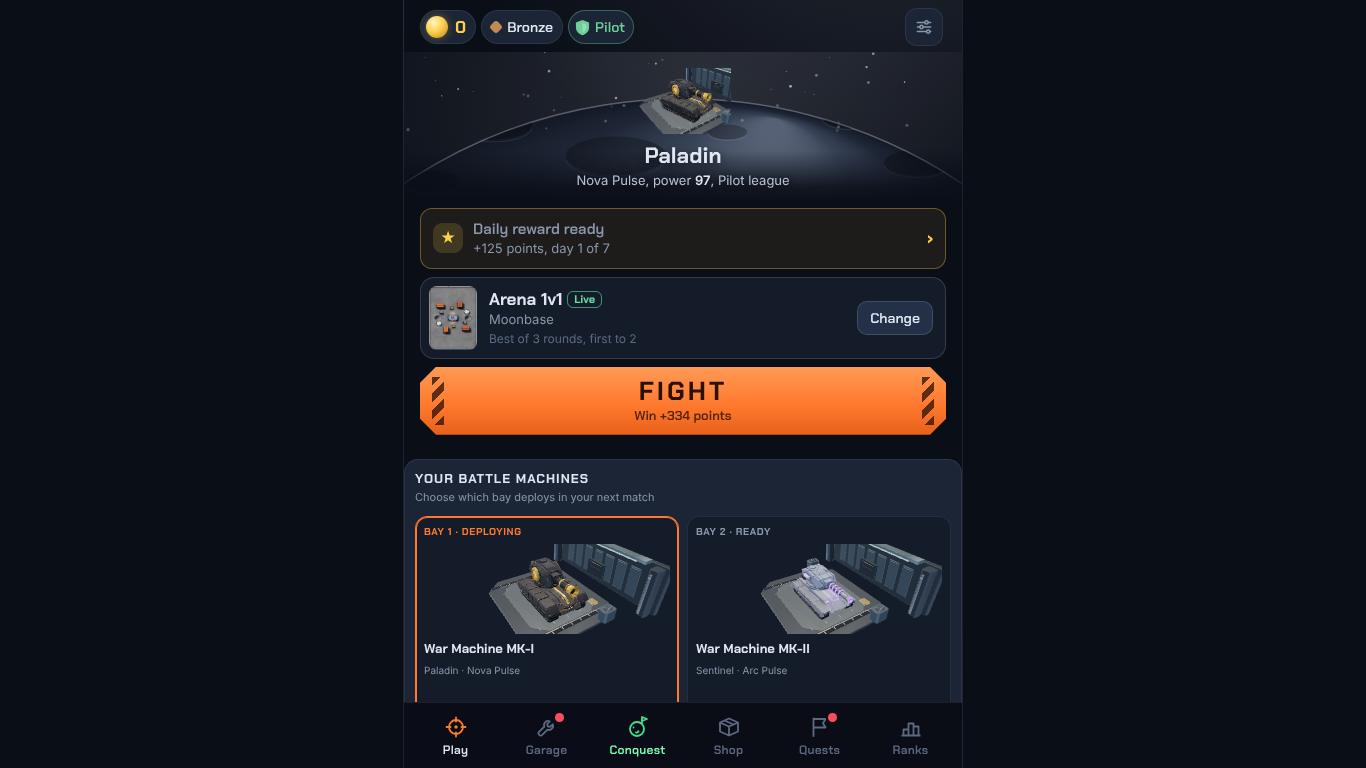 0
Bronze
Pilot
Paladin
Nova Pulse, power 97, Pilot league
Daily reward ready
+125 points, day 1 of 7
Arena 1v1
Live
Moonbase
Best of 3 rounds, first to 2
Change
FIGHT
Win +334 points
YOUR BATTLE MACHINES
Choose which bay deploys in your next match
BAY 1 · DEPLOYING
War Machine MK-I
Paladin · Nova Pulse
BAY 2 · READY
War Machine MK-II
Sentinel · Arc Pulse
Play
Garage
Conquest
Shop
Quests
Ranks